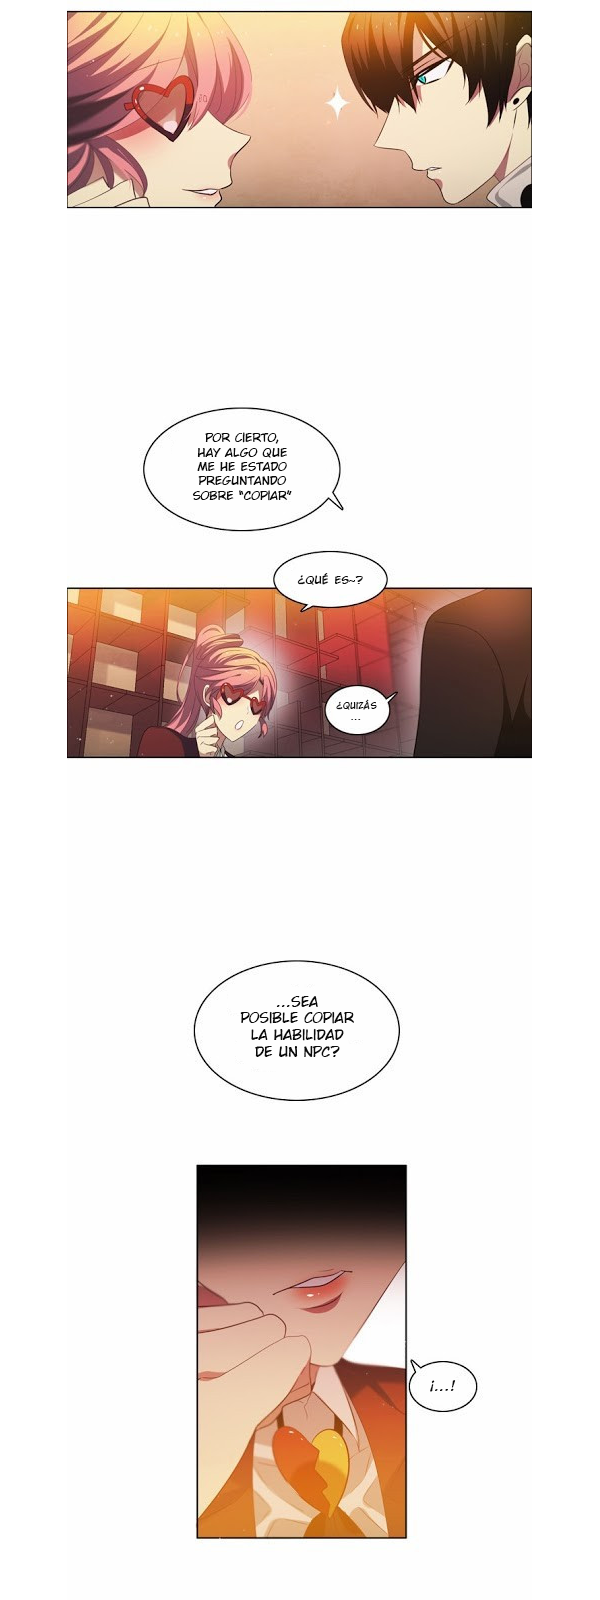 POR CIERTO,
HAY ALGO QUE
ME HE ESTADO
PREGUNTANDO
SOBRE "COPIAR"
¿QUÉ ES~?
¿QUIZÁS
...
...SEA
POSIBLE COPIAR
LA HABILIDAD
DE UN NPC?
¡...!